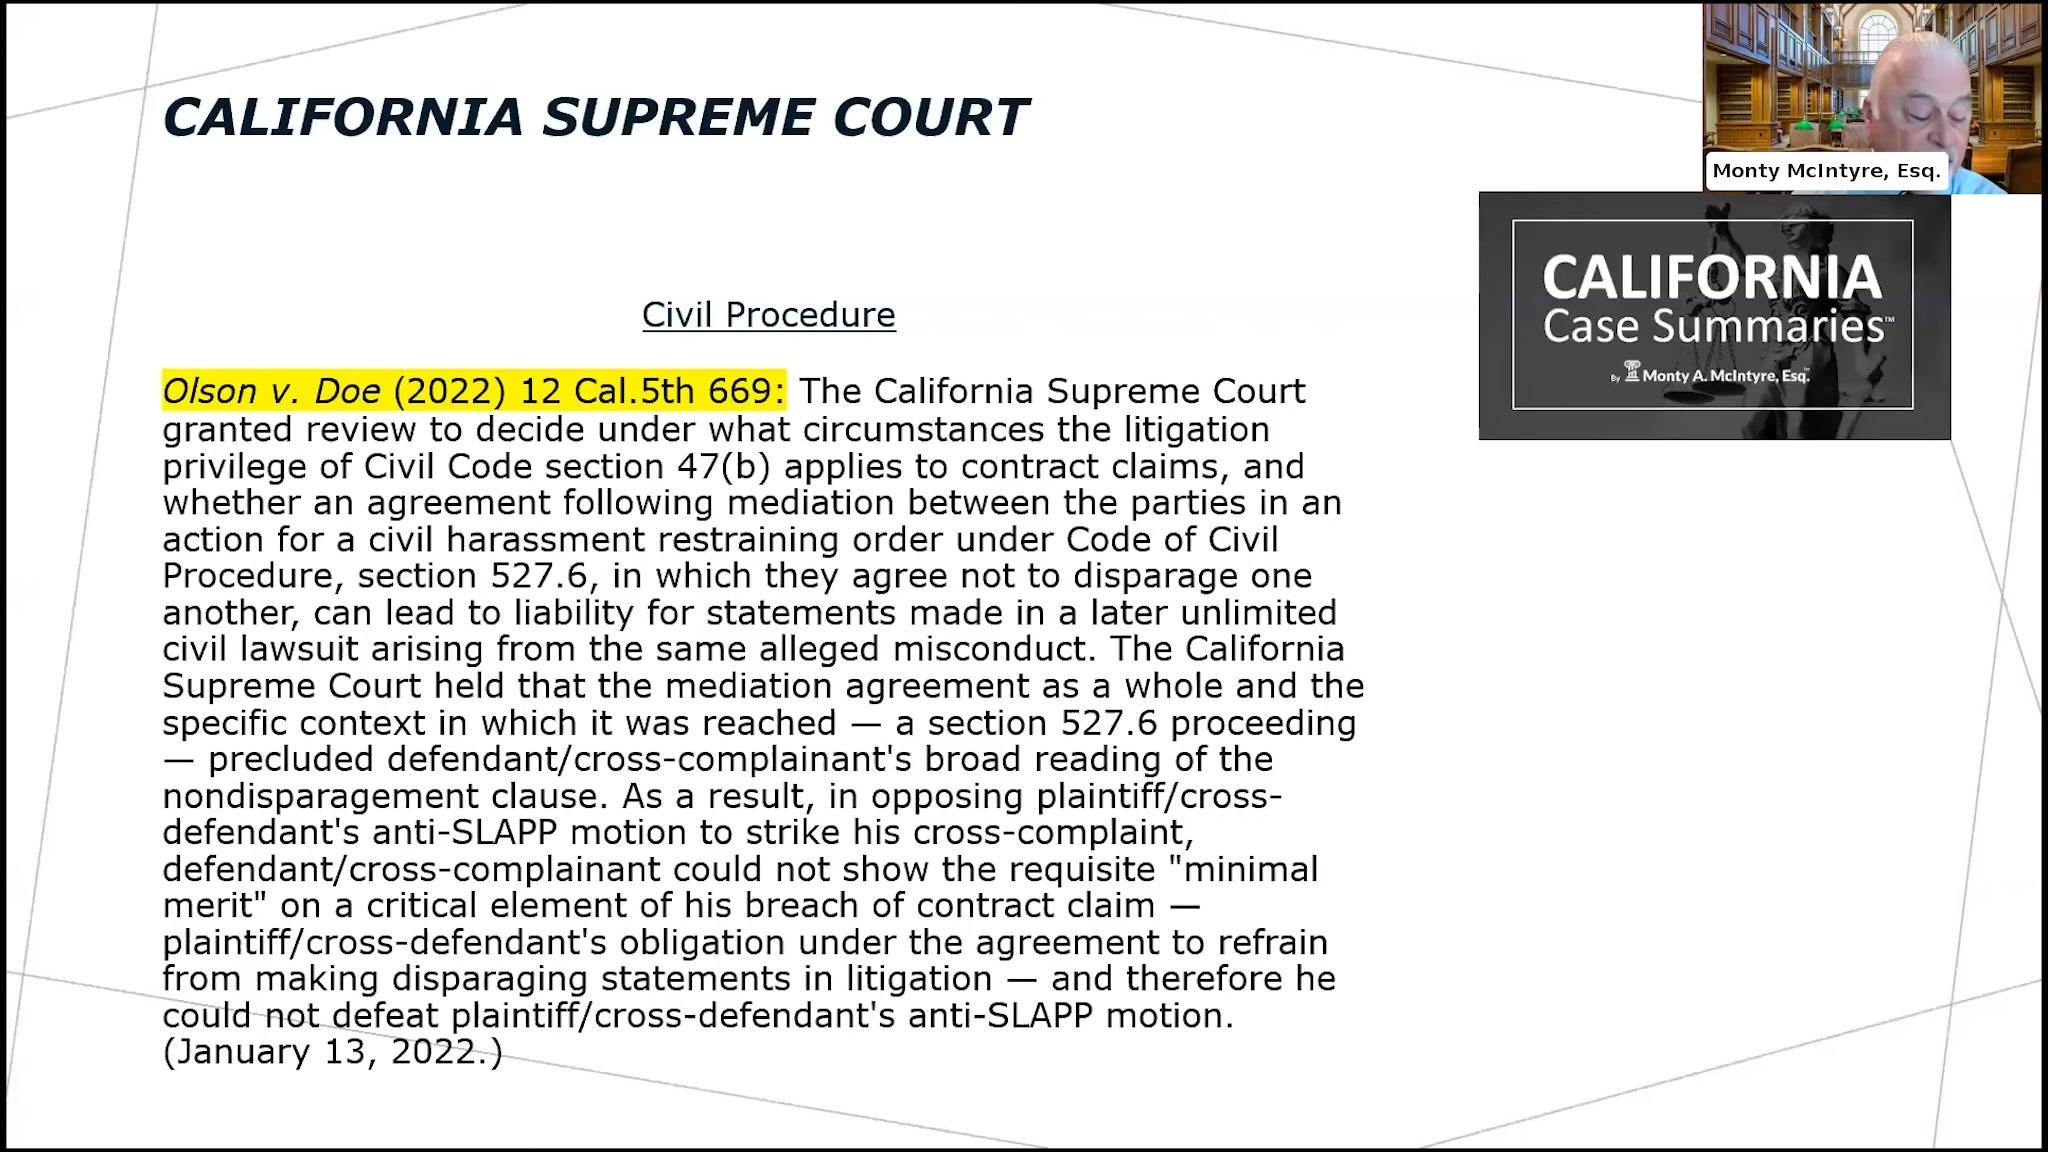 CALIFORNIA SUPREME COURT
Monty McIntyre, Esq.
CALIFORNIA
Case Summaries™
By Monty A. McIntyre, Esq.
Civil Procedure
Olson v. Doe (2022) 12 Cal.5th 669: The California Supreme Court
granted review to decide under what circumstances the litigation
privilege of Civil Code section 47(b) applies to contract claims, and
whether an agreement following mediation between the parties in an
action for a civil harassment restraining order under Code of Civil
Procedure, section 527.6, in which they agree not to disparage one
another, can lead to liability for statements made in a later unlimited
civil lawsuit arising from the same alleged misconduct. The California
Supreme Court held that the mediation agreement as a whole and the
specific context in which it was reached — a section 527.6 proceeding
— precluded defendant/cross-complainant's broad reading of the
nondisparagement clause. As a result, in opposing plaintiff/cross-
defendant's anti-SLAPP motion to strike his cross-complaint,
defendant/cross-complainant could not show the requisite "minimal
merit" on a critical element of his breach of contract claim —
plaintiff/cross-defendant's obligation under the agreement to refrain
from making disparaging statements in litigation — and therefore he
could not defeat plaintiff/cross-defendant's anti-SLAPP motion.
(January 13, 2022.)